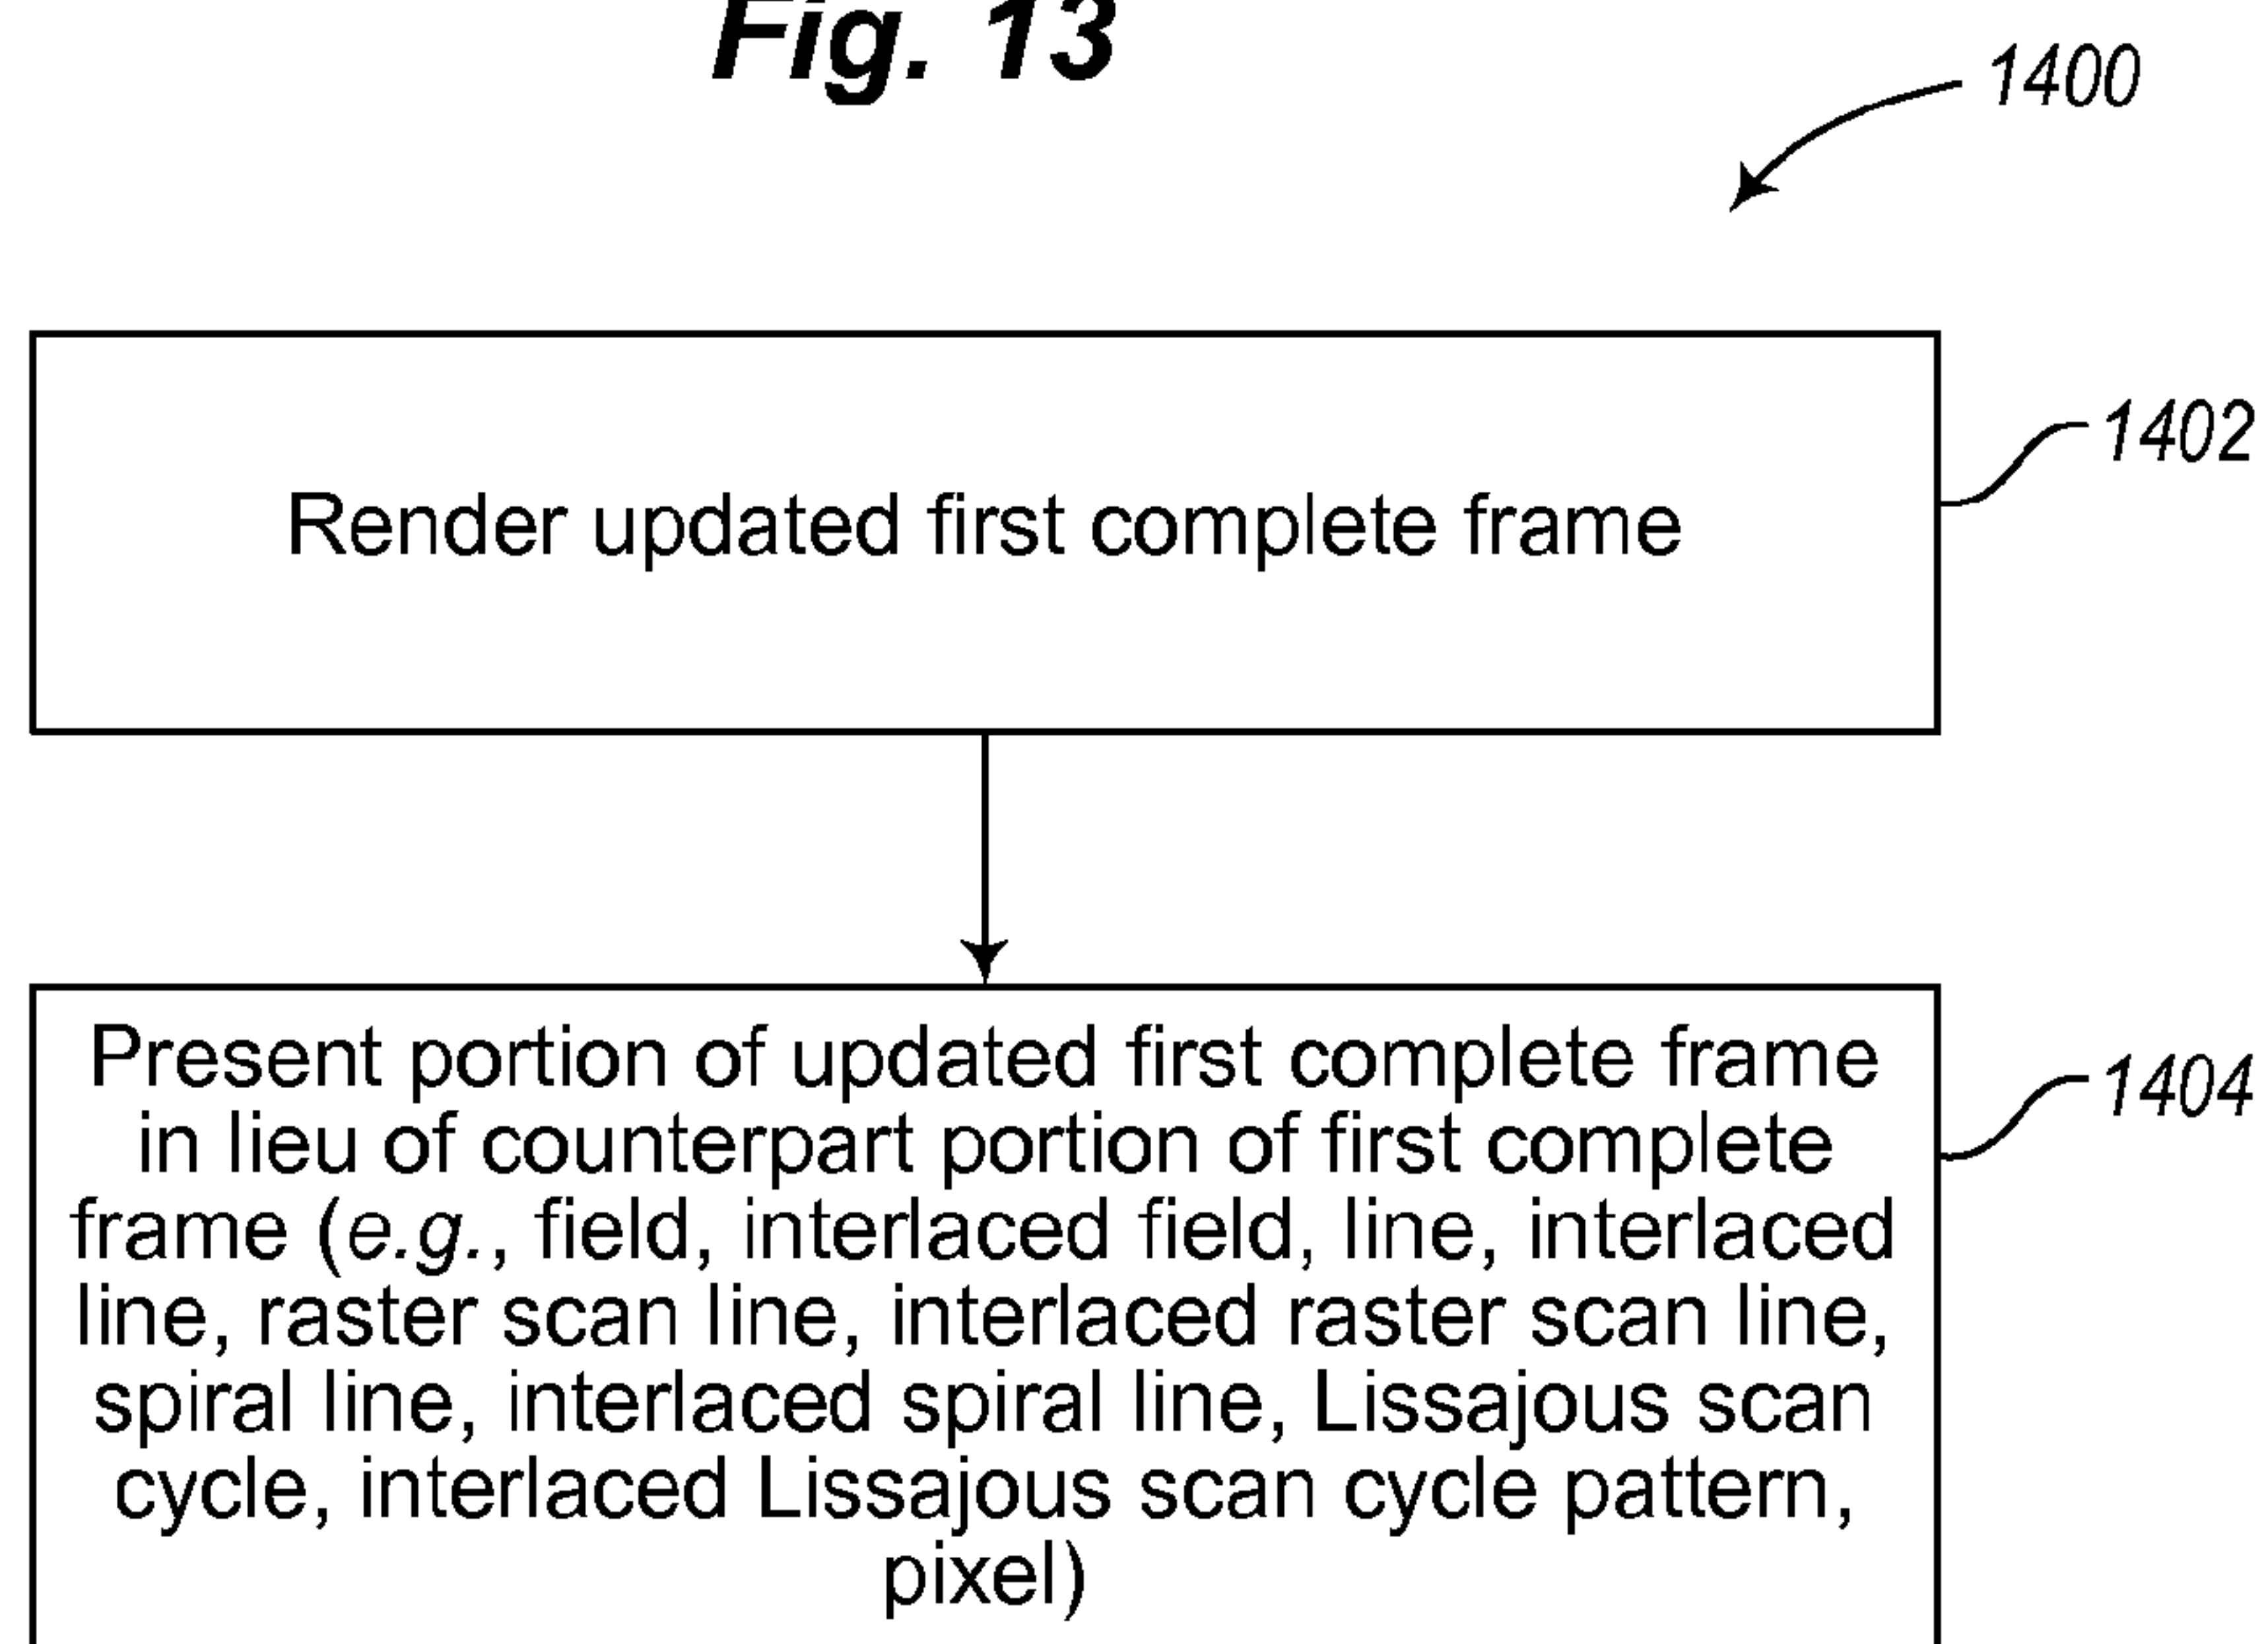 Fig. 13
1400
1402
Render updated first complete frame
1404
Present portion of updated first complete frame
in lieu of counterpart portion of first complete
frame (e.g., field, interlaced field, line, interlaced
line, raster scan line, interlaced raster scan line,
spiral line, interlaced spiral line, Lissajous scan
cycle, interlaced Lissajous scan cycle pattern,
pixel)